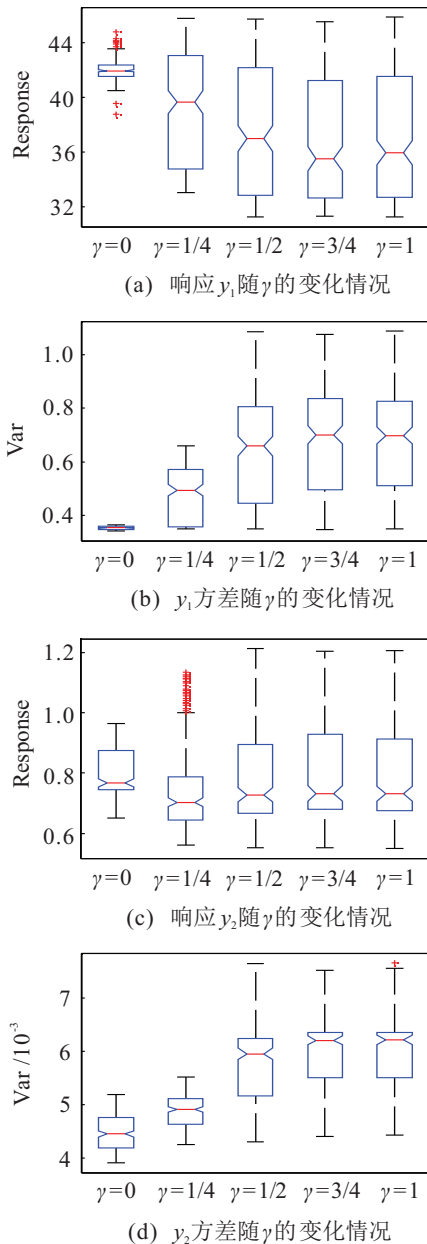 44
40
36
32
Response
γ=0 γ=1/4 γ=1/2 γ=3/4 γ=1
(a) 响应y₁随γ的变化情况
1.0
0.8
0.6
0.4
Var
γ=0 γ=1/4 γ=1/2 γ=3/4 γ=1
(b) y₁方差随γ的变化情况
1.2
1.0
0.8
0.6
Response
γ=0 γ=1/4 γ=1/2 γ=3/4 γ=1
(c) 响应y₂随γ的变化情况
7
6
5
4
Var /10⁻³
γ=0 γ=1/4 γ=1/2 γ=3/4 γ=1
(d) y₂方差随γ的变化情况